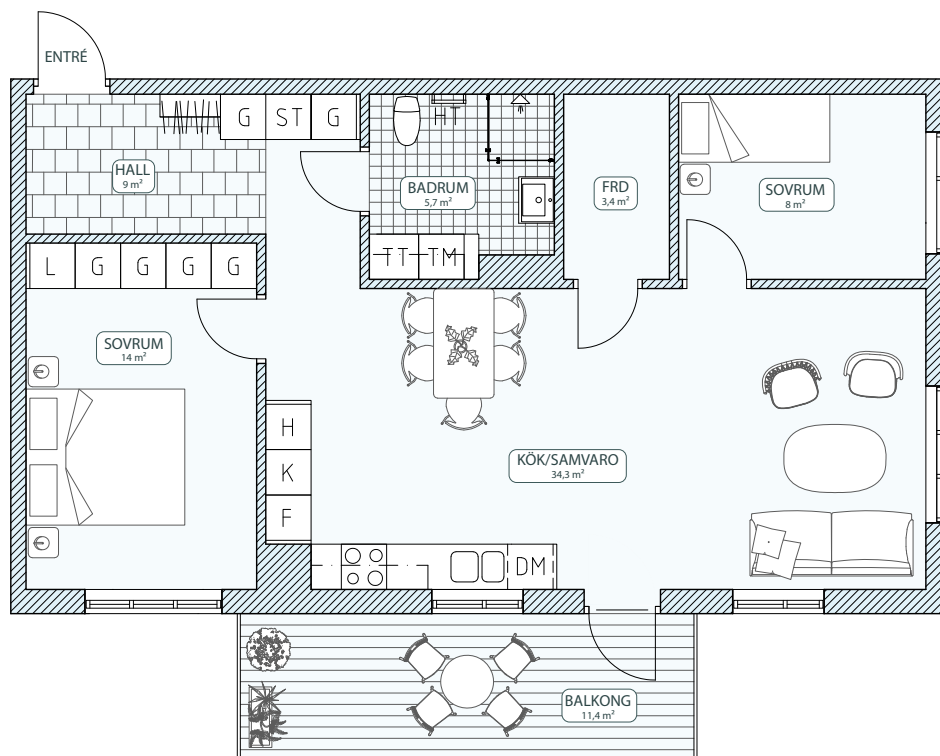 ENTRÉ
G ST G
HT
HALL
9 m²
BADRUM
5,7 m²
FRD
3,4 m²
SOVRUM
8 m²
TT TM
L G G G G
SOVRUM
14 m²
H
K
F
KÖK/SAMVARO
34,3 m²
DM
BALKONG
11,4 m²